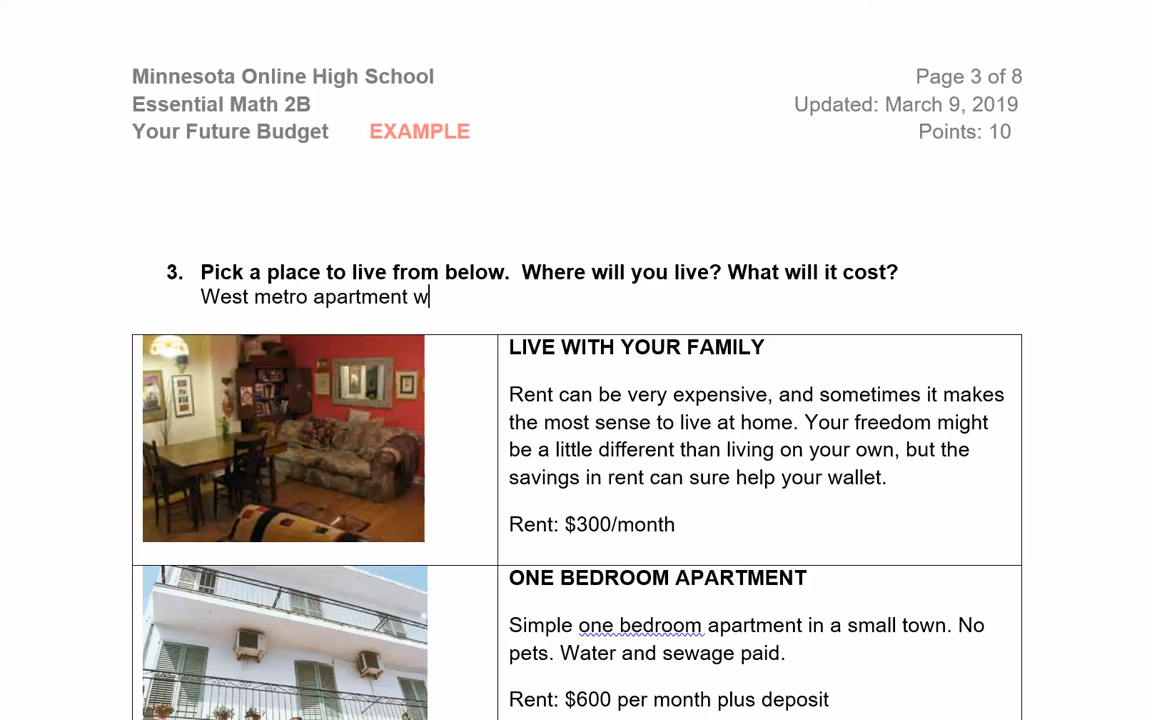 Minnesota Online High School
Page 3 of 8
Essential Math 2B
Updated: March 9, 2019
Your Future Budget EXAMPLE
Points: 10
3. Pick a place to live from below. Where will you live? What will it cost?
West metro apartment w
LIVE WITH YOUR FAMILY
Rent can be very expensive, and sometimes it makes
the most sense to live at home. Your freedom might
be a little different than living on your own, but the
savings in rent can sure help your wallet.
Rent: $300/month
ONE BEDROOM APARTMENT
Simple one bedroom apartment in a small town. No
pets. Water and sewage paid.
Rent: $600 per month plus deposit